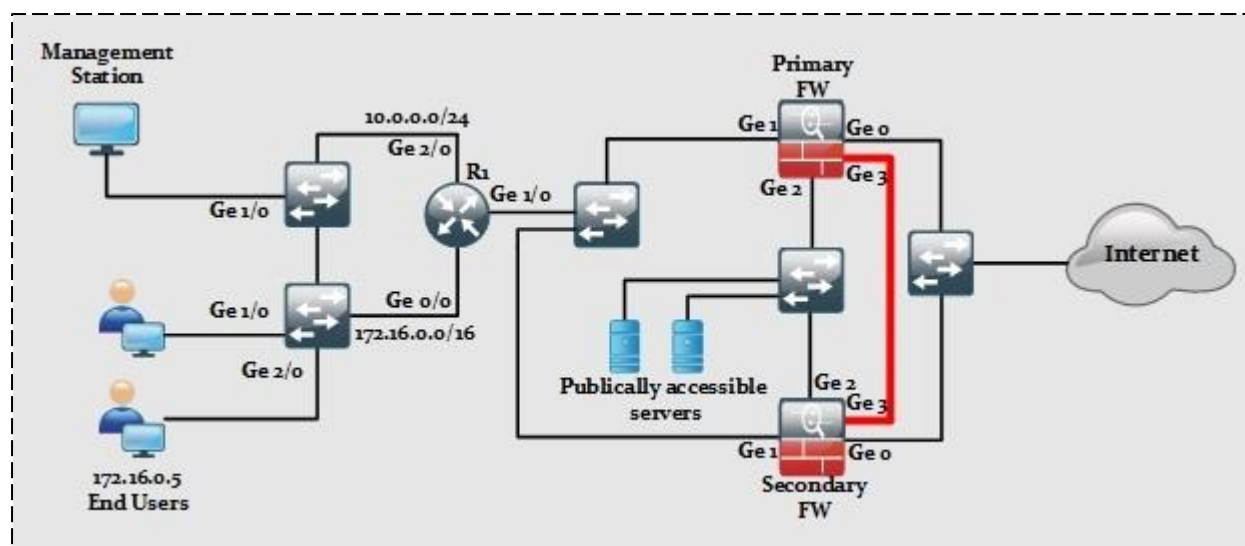 Management
Station
10.0.0.0/24
Ge 2/0
R1
Ge 1/0
Ge 1/0
Primary
FW
Ge 1
Ge 0
Ge 3
Ge 2
Internet
Ge 1/0
Ge 0/0
172.16.0.0/16
Ge 2/0
Publically accessible
servers
Ge 2
Ge 3
Ge 1
Ge 0
Secondary
FW
172.16.0.5
End Users